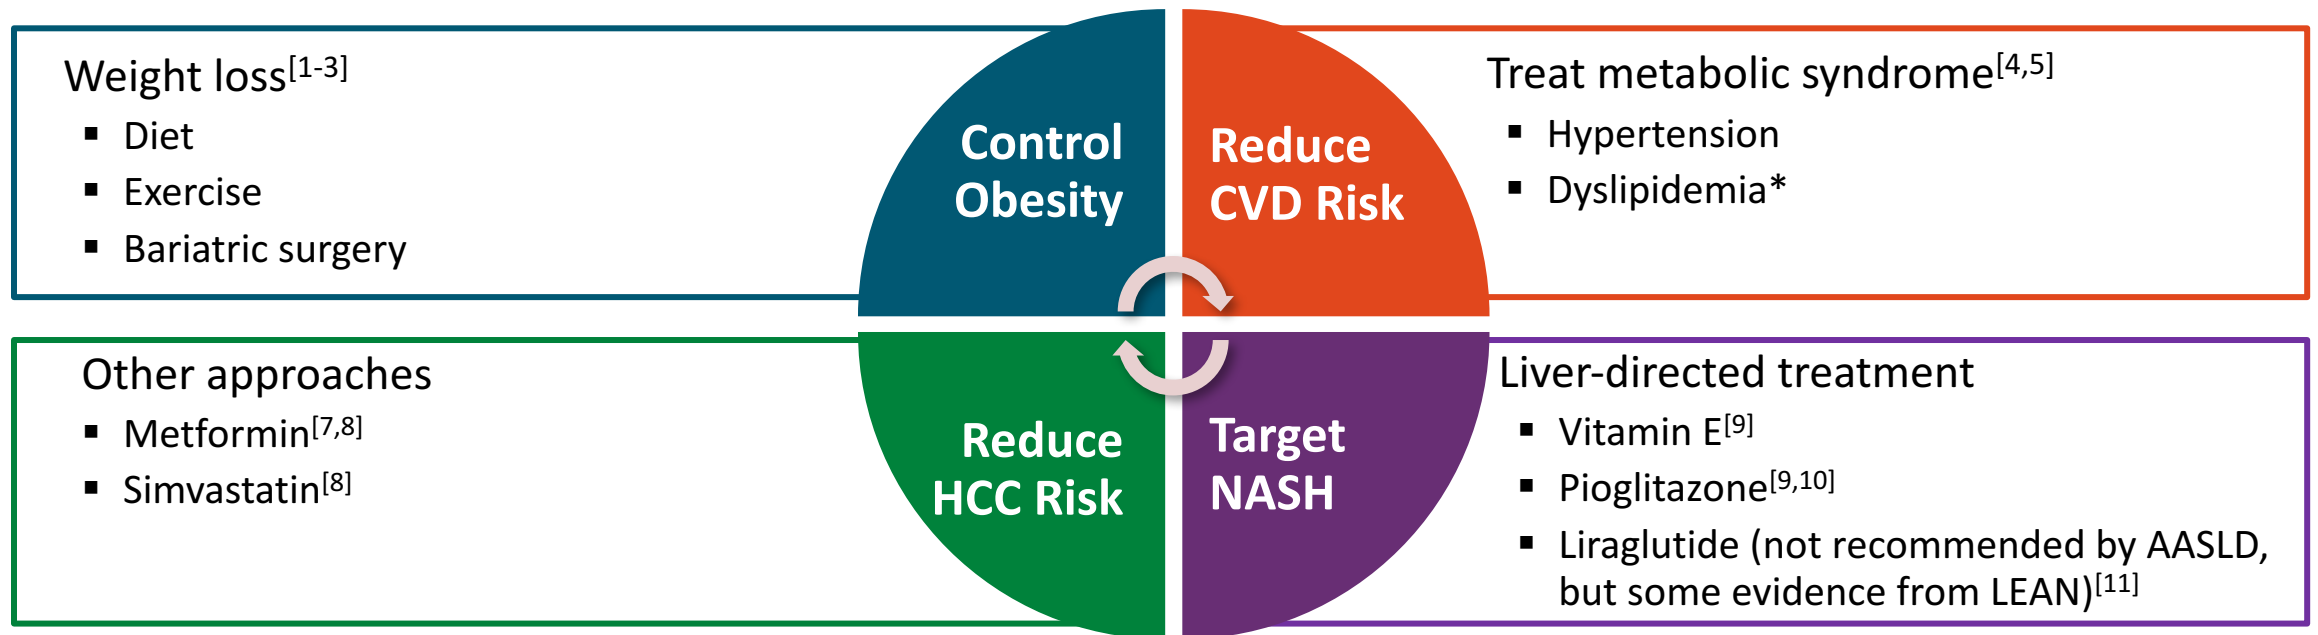 Weight loss[1-3]
▪ Diet
▪ Exercise
▪ Bariatric surgery
Control
Obesity
Reduce
CVD Risk
Treat metabolic syndrome[4,5]
▪ Hypertension
▪ Dyslipidemia*
Other approaches
▪ Metformin[7,8]
▪ Simvastatin[8]
Reduce
HCC Risk
Target
NASH
Liver-directed treatment
▪ Vitamin E[9]
▪ Pioglitazone[9,10]
▪ Liraglutide (not recommended by AASLD,
but some evidence from LEAN)[11]